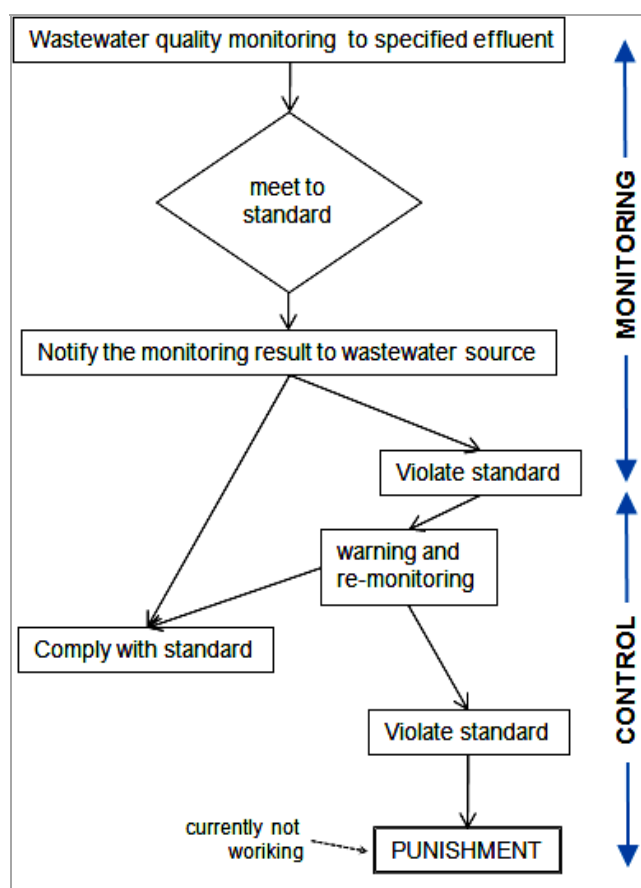 Wastewater quality monitoring to specified effluent
meet to
standard
Notify the monitoring result to wastewater source
Violate standard
warning and
re-monitoring
Comply with standard
Violate standard
currently not
woriking
PUNISHMENT
MONITORING
CONTROL